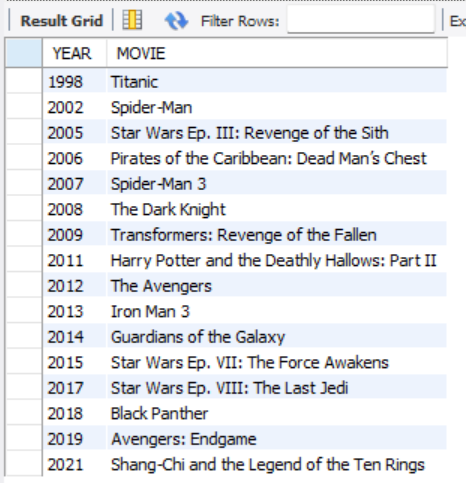 Result Grid Filter Rows: Ex
YEAR MOVIE
1998 Titanic
2002 Spider-Man
2005 Star Wars Ep. III: Revenge of the Sith
2006 Pirates of the Caribbean: Dead Man’s Chest
2007 Spider-Man 3
2008 The Dark Knight
2009 Transformers: Revenge of the Fallen
2011 Harry Potter and the Deathly Hallows: Part II
2012 The Avengers
2013 Iron Man 3
2014 Guardians of the Galaxy
2015 Star Wars Ep. VII: The Force Awakens
2017 Star Wars Ep. VIII: The Last Jedi
2018 Black Panther
2019 Avengers: Endgame
2021 Shang-Chi and the Legend of the Ten Rings